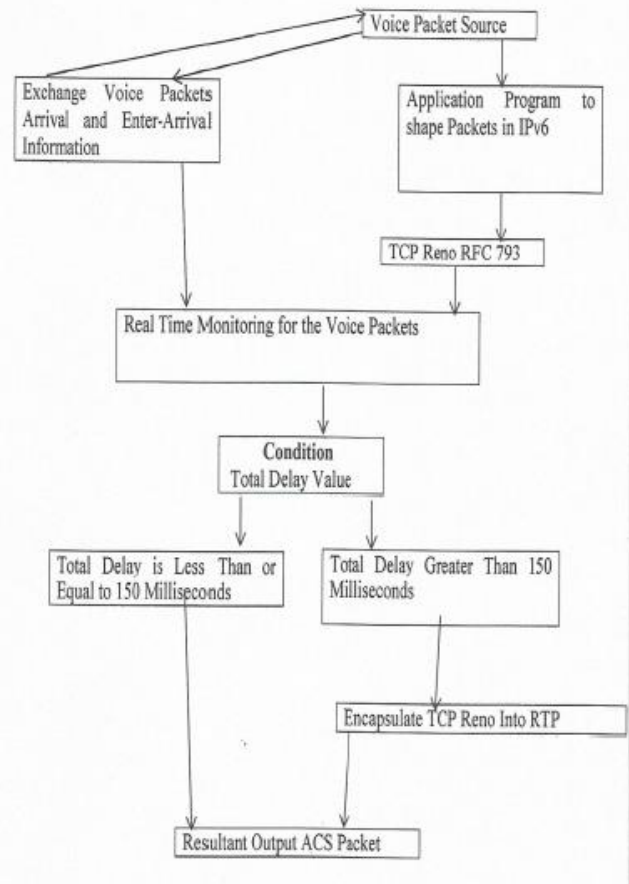 Voice Packet Source
Exchange Voice Packets
Arrival and Enter-Arrival
Information
Application Program to
shape Packets in IPv6
TCP Reno RFC 793
Real Time Monitoring for the Voice Packets
Condition
Total Delay Value
Total Delay is Less Than or
Equal to 150 Milliseconds
Total Delay Greater Than 150
Milliseconds
Encapsulate TCP Reno Into RTP
Resultant Output ACS Packet